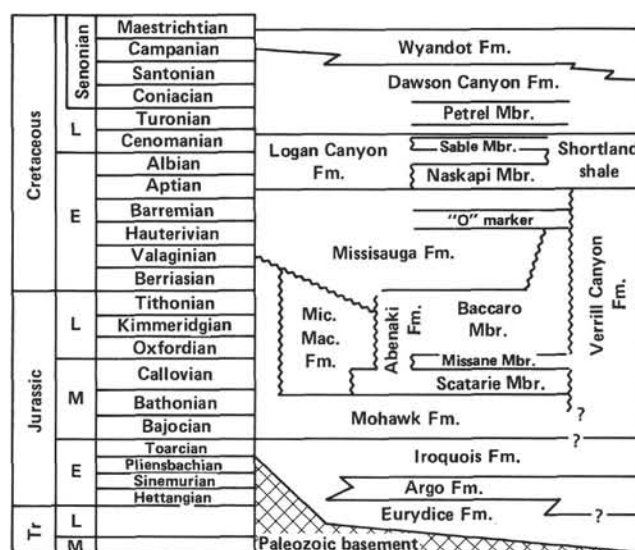 Cretaceous
Jurassic
Tr
Senonian
L
E
L
M
E
L
M
Maestrichtian
Campanian
Santonian
Coniacian
Turonian
Cenomanian
Albian
Aptian
Barremian
Hauterivian
Valaginian
Berriasian
Tithonian
Kimmeridgian
Oxfordian
Callovian
Bathonian
Bajocian
Toarcian
Pliensbachian
Sinemurian
Hettangian
Wyandot Fm.
Dawson Canyon Fm.
Petrel Mbr.
Logan Canyon
Fm.
Sable Mbr.
Naskapi Mbr.
Shortland
shale
"O" marker
Missisauga Fm.
Verrill Canyon
Fm.
Mic.
Mac.
Fm.
Abenaki
Fm.
Baccaro
Mbr.
Missane Mbr.
Scatarie Mbr.
Mohawk Fm.
?
?
Iroquois Fm.
Argo Fm.
Eurydice Fm.
?
Paleozoic basement